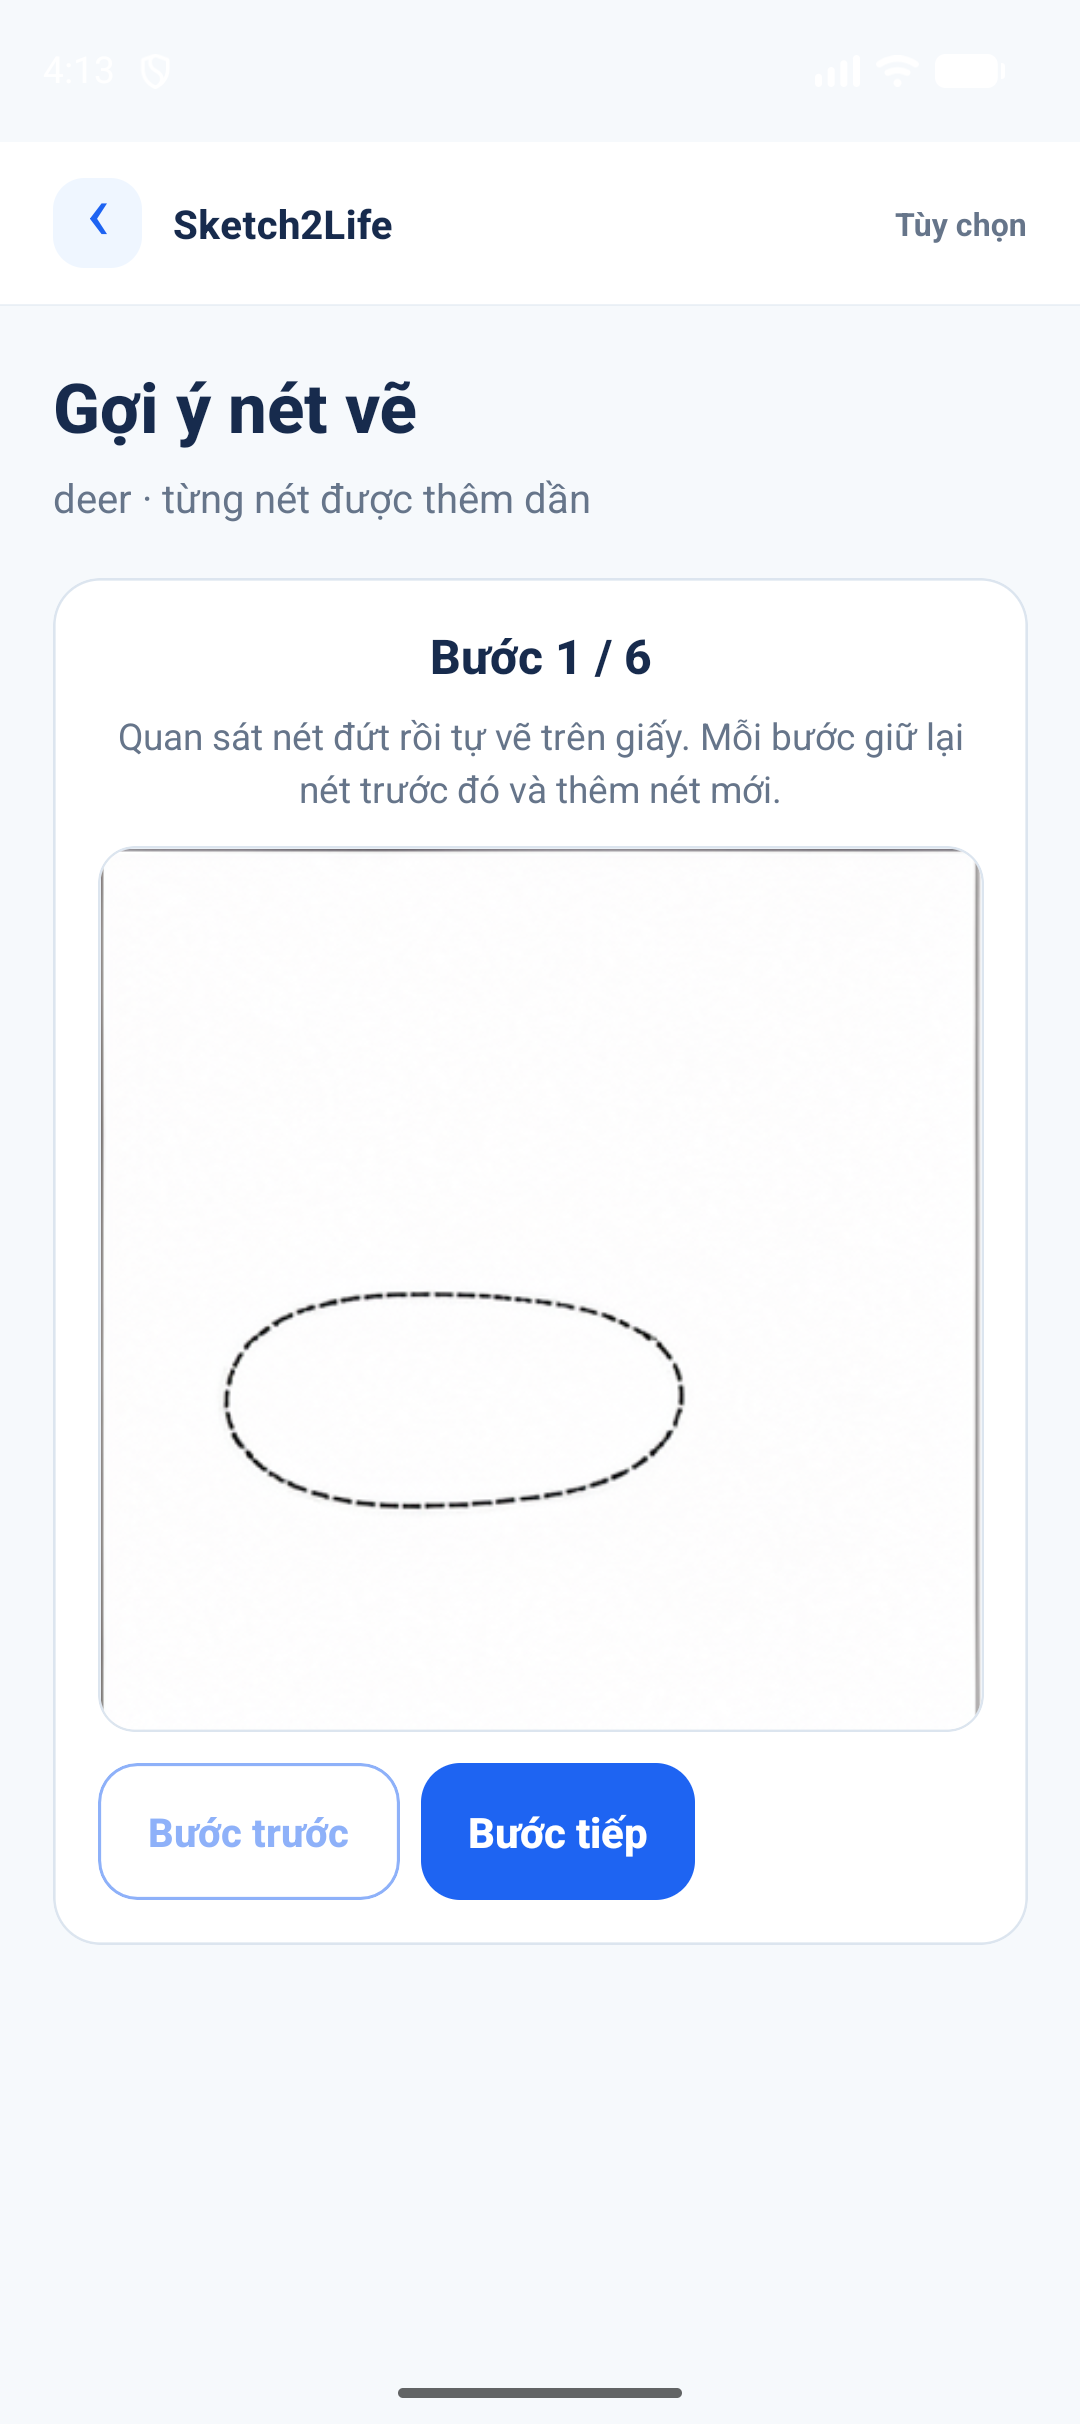 4:13
Sketch2Life
Tùy chọn
Gợi ý nét vẽ
deer · từng nét được thêm dần
Bước 1 / 6
Quan sát nét đứt rồi tự vẽ trên giấy. Mỗi bước giữ lại
nét trước đó và thêm nét mới.
Bước trước
Bước tiếp